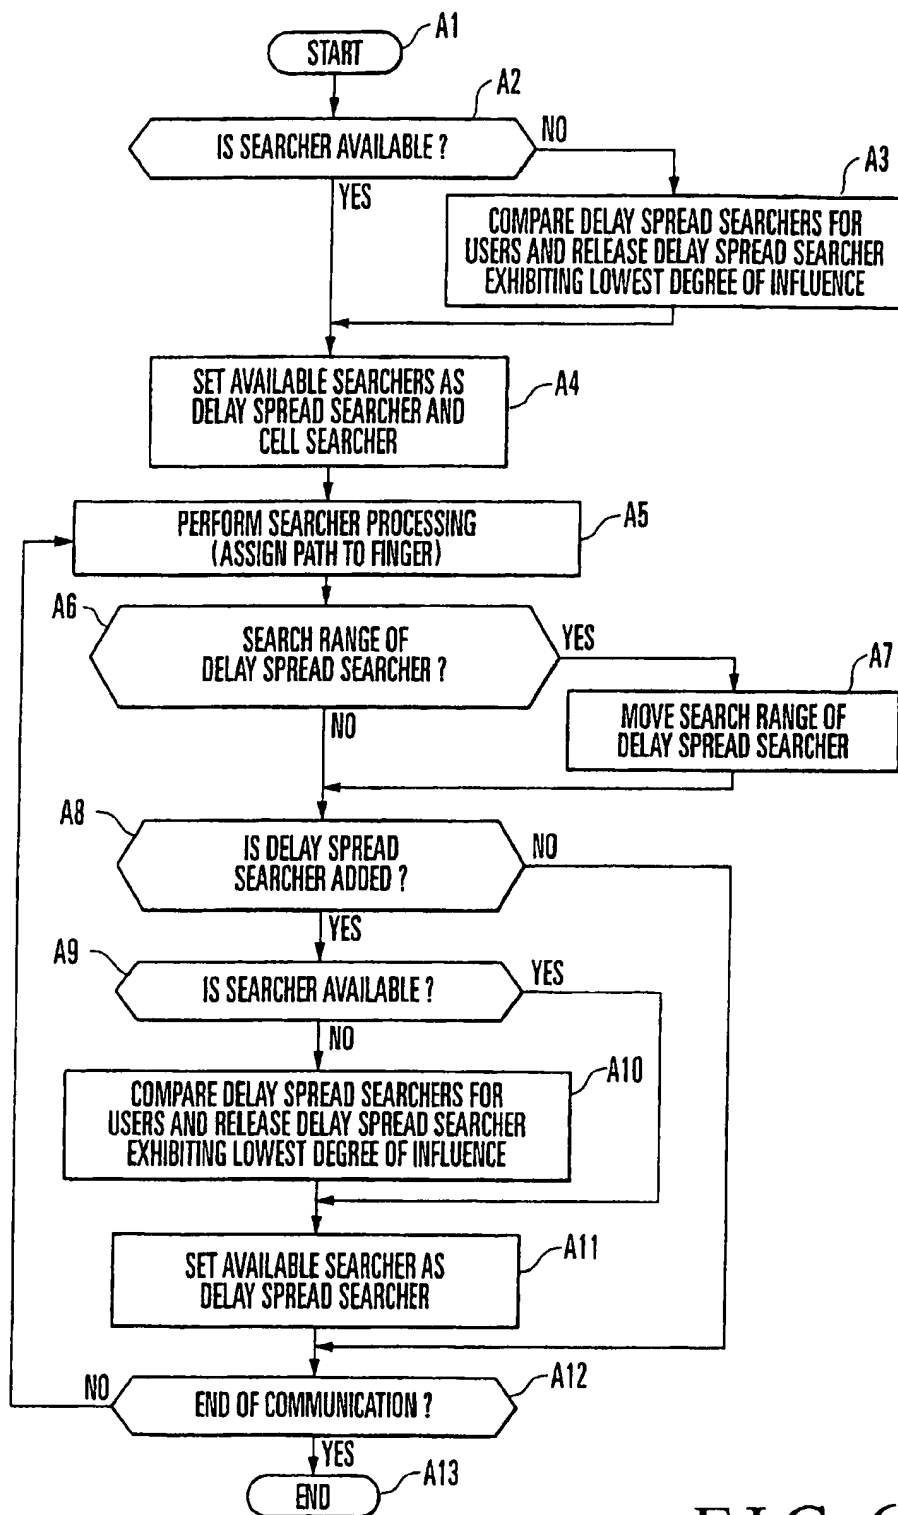 A1
START
A2
IS SEARCHER AVAILABLE ?
NO
YES
A3
COMPARE DELAY SPREAD SEARCHERS FOR
USERS AND RELEASE DELAY SPREAD SEARCHER
EXHIBITING LOWEST DEGREE OF INFLUENCE
SET AVAILABLE SEARCHERS AS
DELAY SPREAD SEARCHER AND
CELL SEARCHER
A4
PERFORM SEARCHER PROCESSING
(ASSIGN PATH TO FINGER)
A5
A6
SEARCH RANGE OF
DELAY SPREAD SEARCHER ?
YES
NO
A7
MOVE SEARCH RANGE OF
DELAY SPREAD SEARCHER
A8
IS DELAY SPREAD
SEARCHER ADDED ?
NO
YES
A9
IS SEARCHER AVAILABLE ?
YES
NO
A10
COMPARE DELAY SPREAD SEARCHERS FOR
USERS AND RELEASE DELAY SPREAD SEARCHER
EXHIBITING LOWEST DEGREE OF INFLUENCE
A11
SET AVAILABLE SEARCHER AS
DELAY SPREAD SEARCHER
A12
NO
END OF COMMUNICATION ?
YES
A13
END
FIG. 6